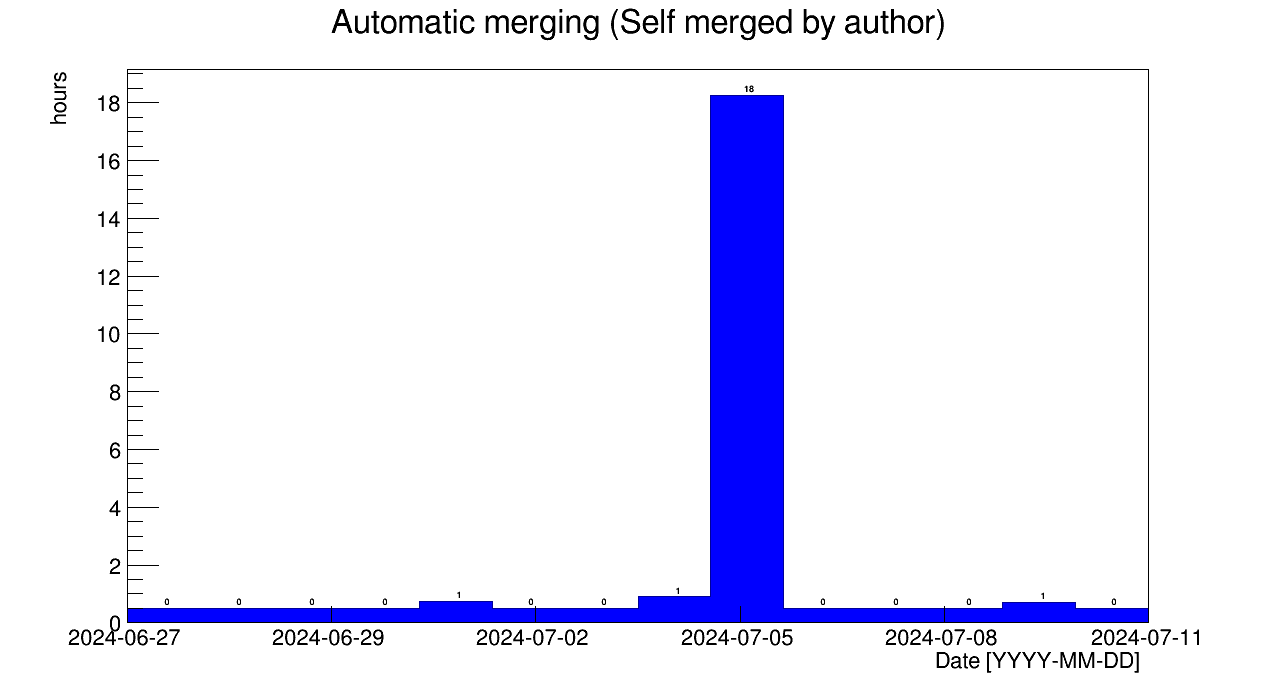 Automatic merging (Self merged by author)
hours
18
16
14
12
10
8
6
4
2
0
0 0 0 0 1 0 0 1 18 0 0 0 1 0
2024-06-27 2024-06-29 2024-07-02 2024-07-05 2024-07-08 2024-07-11
Date [YYYY-MM-DD]